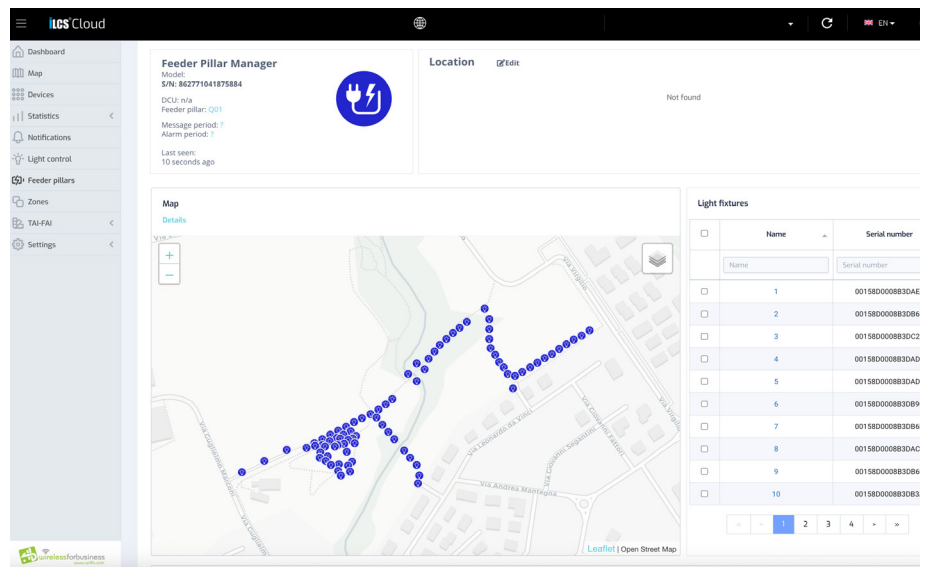 iLCS®Cloud
EN
Dashboard
Map
Devices
Statistics
Notifications
Light control
Feeder pillars
Zones
TAI-FAI
Settings
wirelessforbusiness
Feeder Pillar Manager
Model:
S/N: 862771041875884
DCU: n/a
Feeder pillar: Q01
Message period: ?
Alarm period: ?
Last seen:
10 seconds ago
Location Edit
Not found
Map
Details
+
−
Via Virgilio
Via Virgilio
Via Guglielmo Marconi
Via Guglielmo
Via Leonardo da Vinci
Via Giovanni Fattori
Via Giovanni Segantini
Via Andrea Mantegna
Leaflet | Open Street Map
Light fixtures
Name Serial number
Name Serial number
1 00158D0008B3DAE
2 00158D0008B3DB6
3 00158D0008B3DC2
4 00158D0008B3DAD
5 00158D0008B3DAD
6 00158D0008B3DB9
7 00158D0008B3DB6
8 00158D0008B3DAC
9 00158D0008B3DB6
10 00158D0008B3DB3
« ‹ 1 2 3 4 › »